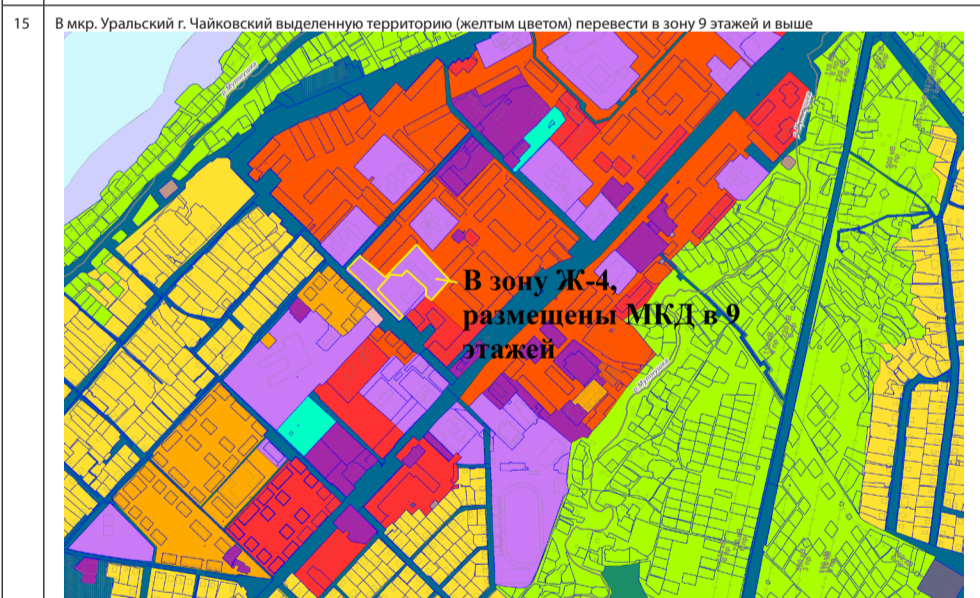 15 В мкр. Уральский г. Чайковский выделенную территорию (желтым цветом) перевести в зону 9 этажей и выше
В зону Ж-4,
размещены МКД в 9
этажей